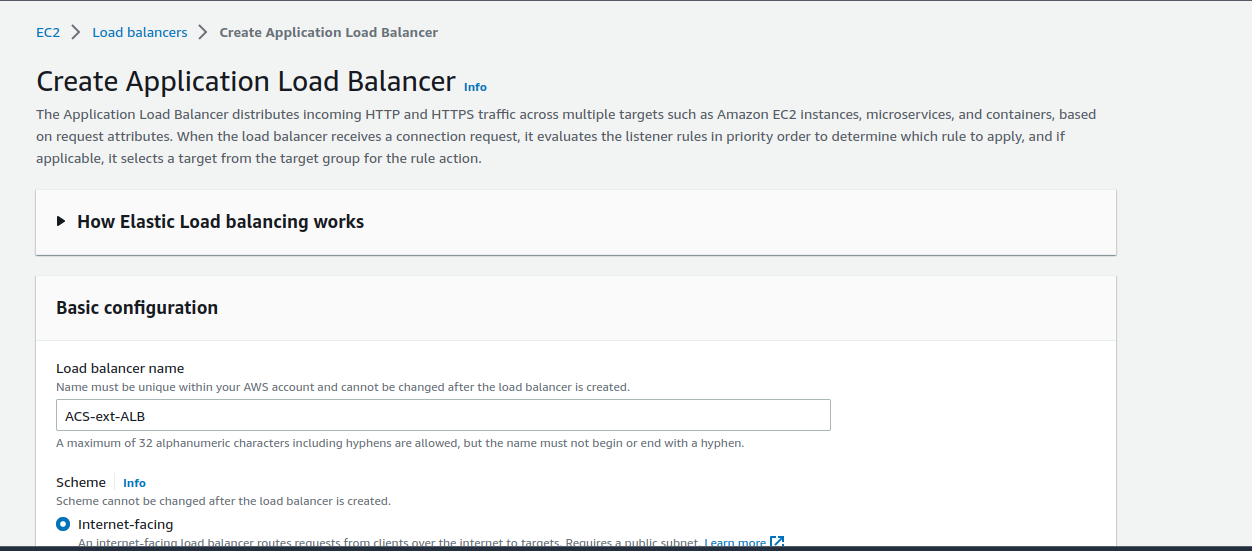 EC2 > Load balancers > Create Application Load Balancer
Create Application Load Balancer Info
The Application Load Balancer distributes incoming HTTP and HTTPS traffic across multiple targets such as Amazon EC2 instances, microservices, and containers, based
on request attributes. When the load balancer receives a connection request, it evaluates the listener rules in priority order to determine which rule to apply, and if
applicable, it selects a target from the target group for the rule action.
How Elastic Load balancing works
Basic configuration
Load balancer name
Name must be unique within your AWS account and cannot be changed after the load balancer is created.
ACS-ext-ALB
A maximum of 32 alphanumeric characters including hyphens are allowed, but the name must not begin or end with a hyphen.
Scheme Info
Scheme cannot be changed after the load balancer is created.
Internet-facing
An internet-facing load balancer routes requests from clients over the internet to targets. Requires a public subnet. Learn more